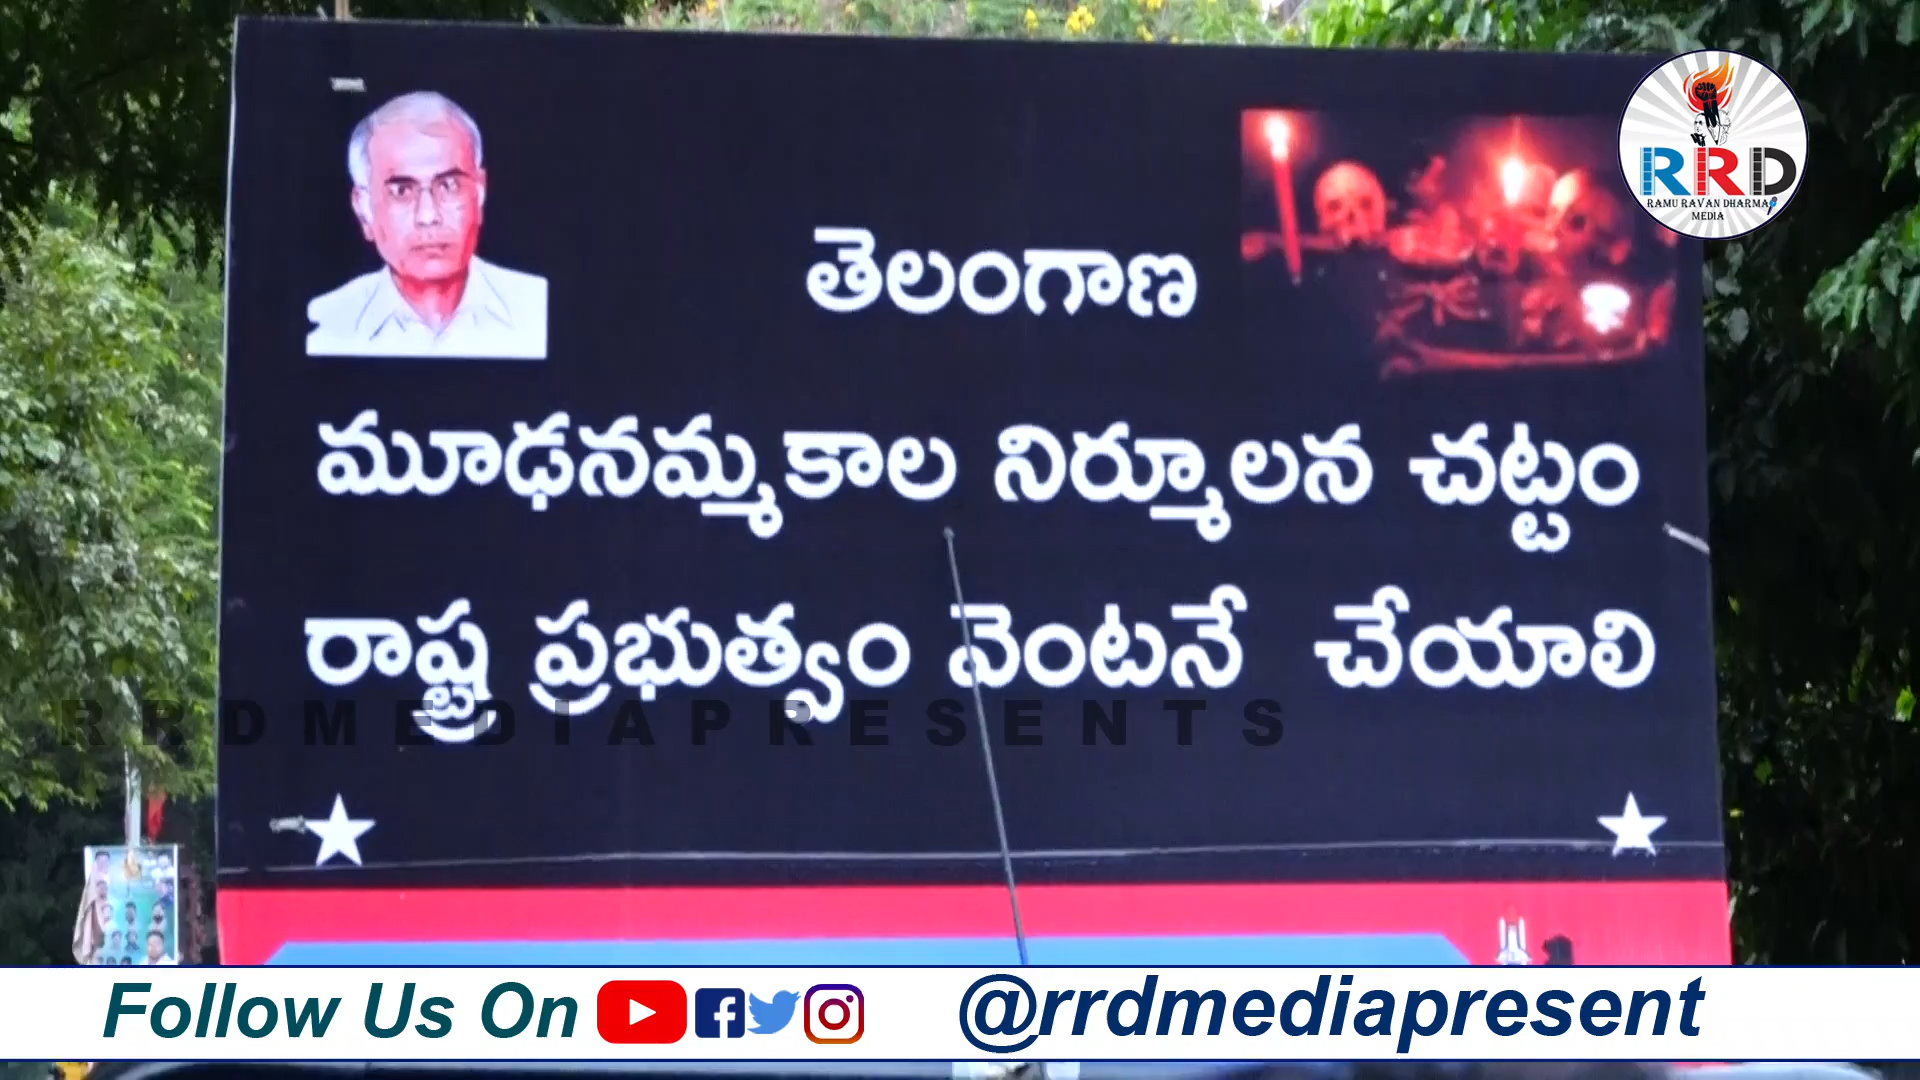 RRD
RAMU RAVAN DHARMA
MEDIA
తెలంగాణ
మూఢనమ్మకాల నిర్మూలన చట్టం
రాష్ట్ర ప్రభుత్వం వెంటనే చేయాలి
RRDMEDIAPRESENTS
Follow Us On @rrdmediapresent